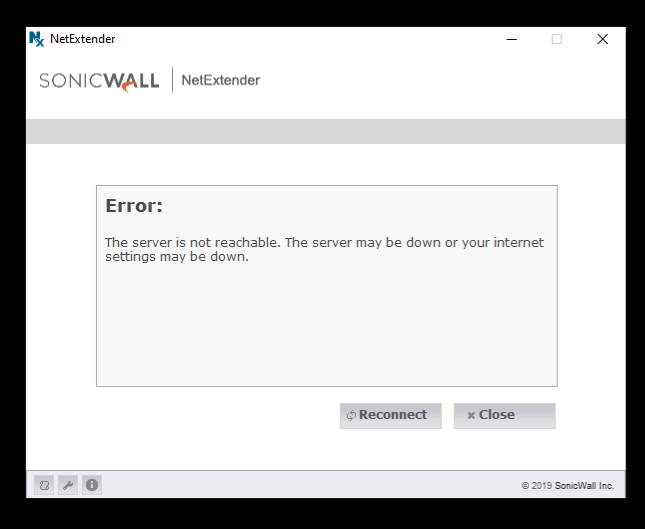 NetExtender
SONICWALL NetExtender
Error:
The server is not reachable. The server may be down or your internet
settings may be down.
Reconnect Close
© 2019 SonicWall Inc.